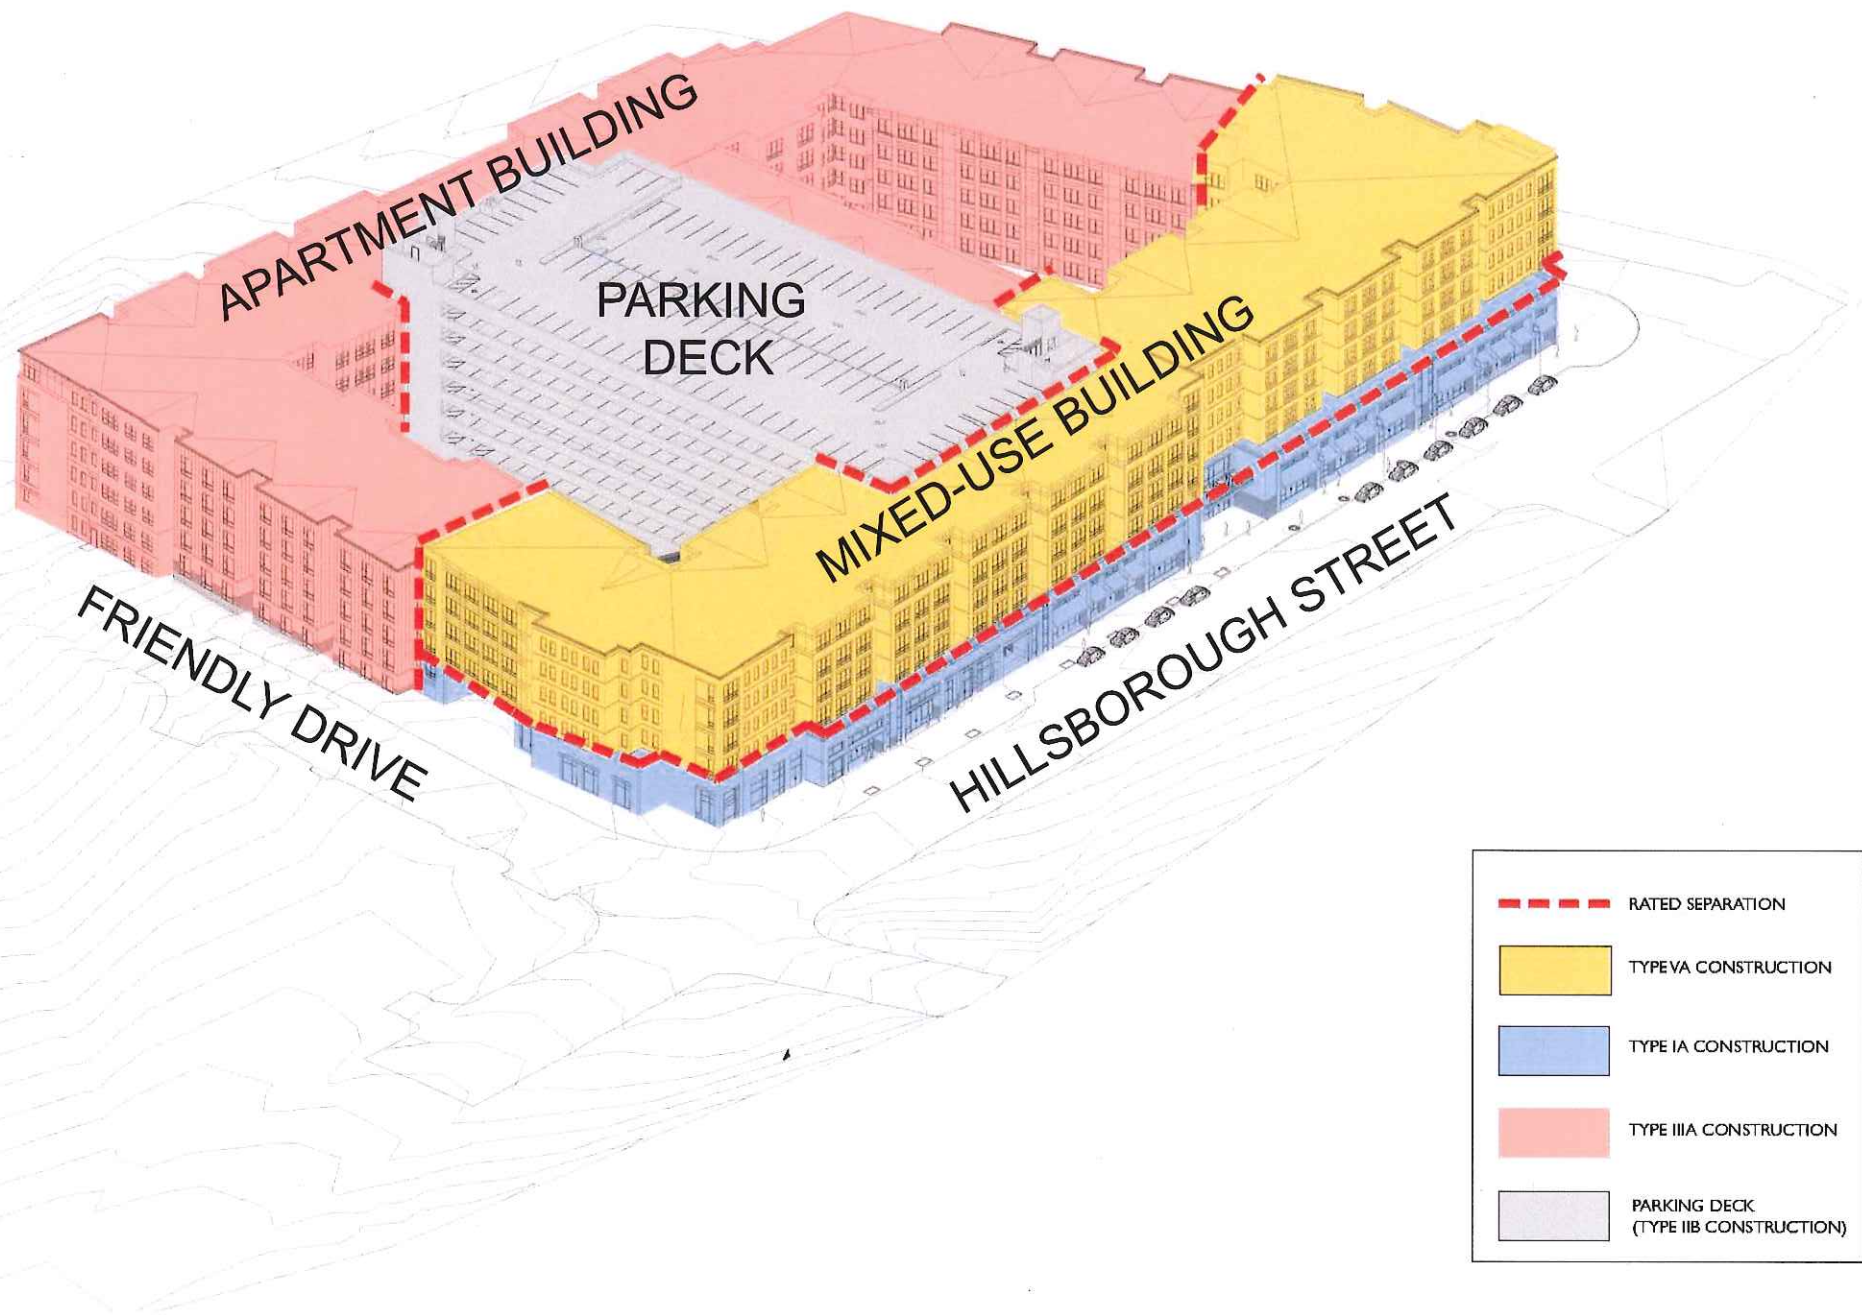 APARTMENT BUILDING
PARKING
DECK
MIXED-USE BUILDING
FRIENDLY DRIVE
HILLSBOROUGH STREET
RATED SEPARATION
TYPE VA CONSTRUCTION
TYPE IA CONSTRUCTION
TYPE IIIA CONSTRUCTION
PARKING DECK
(TYPE IIB CONSTRUCTION)